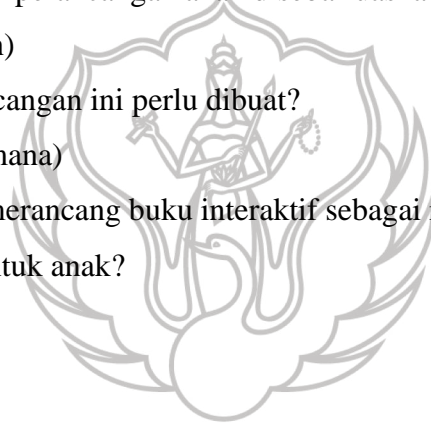 )
cangan ini perlu dibuat?
nana)
nerancang buku interaktif sebagai
tuk anak?